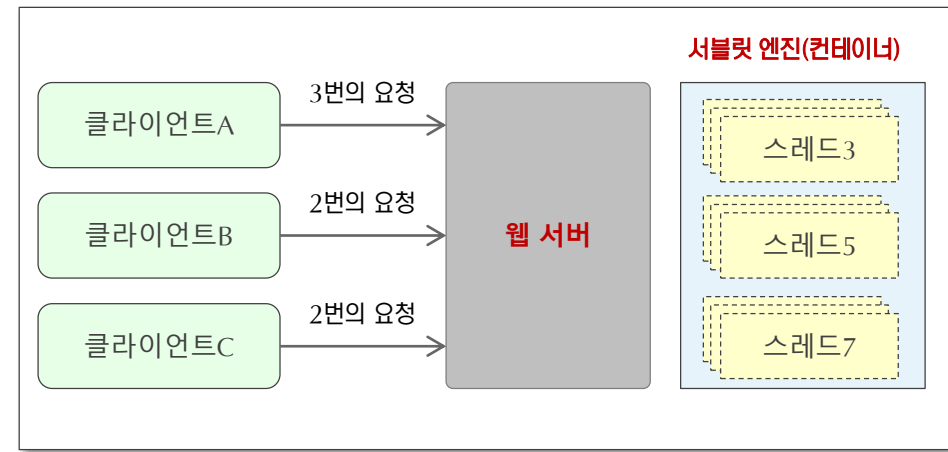 서블릿 엔진(컨테이너)
클라이언트A
3번의 요청
스레드3
클라이언트B
2번의 요청
웹 서버
스레드5
클라이언트C
2번의 요청
스레드7